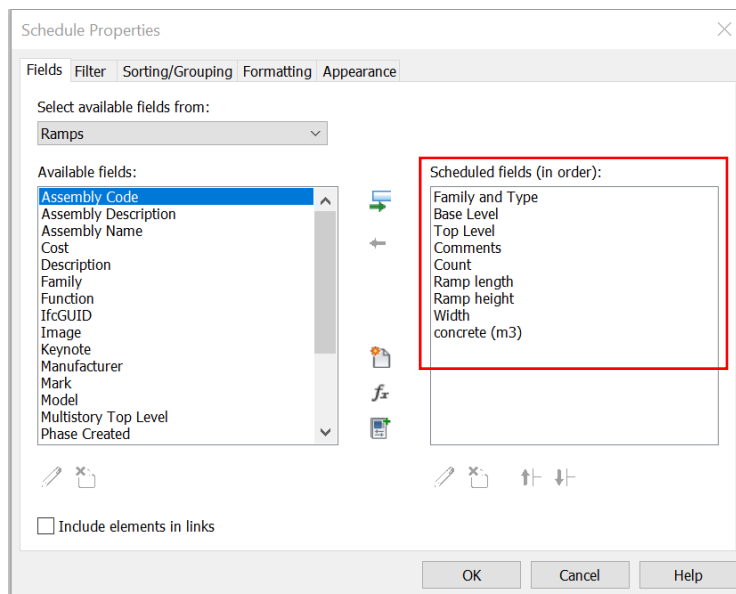 Schedule Properties
Fields Filter Sorting/Grouping Formatting Appearance
Select available fields from:
Ramps
Available fields:
Assembly Code
Assembly Description
Assembly Name
Cost
Description
Family
Function
IfcGUID
Image
Keynote
Manufacturer
Mark
Model
Multistory Top Level
Phase Created
fx
Scheduled fields (in order):
Family and Type
Base Level
Top Level
Comments
Count
Ramp length
Ramp height
Width
concrete (m3)
Include elements in links
OK Cancel Help